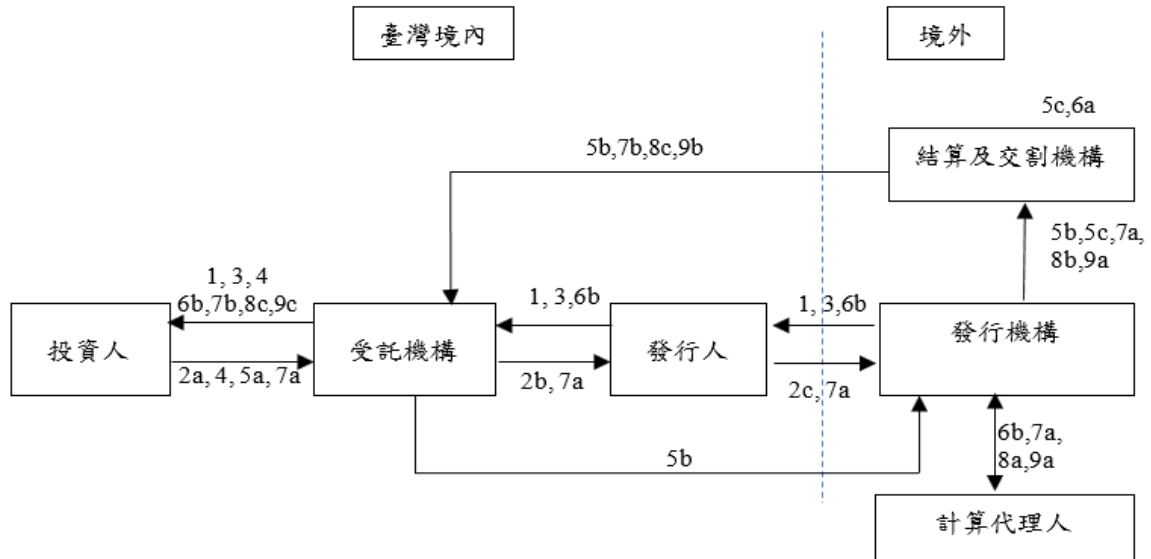 臺灣境內
境外
5c,6a
結算及交割機構
5b,7b,8c,9b
5b,5c,7a,
8b,9a
1, 3, 4
6b,7b,8c,9c
1, 3,6b
1, 3,6b
投資人
受託機構
發行人
發行機構
2a, 4, 5a, 7a
2b, 7a
2c, 7a
6b,7a,
8a,9a
5b
計算代理人